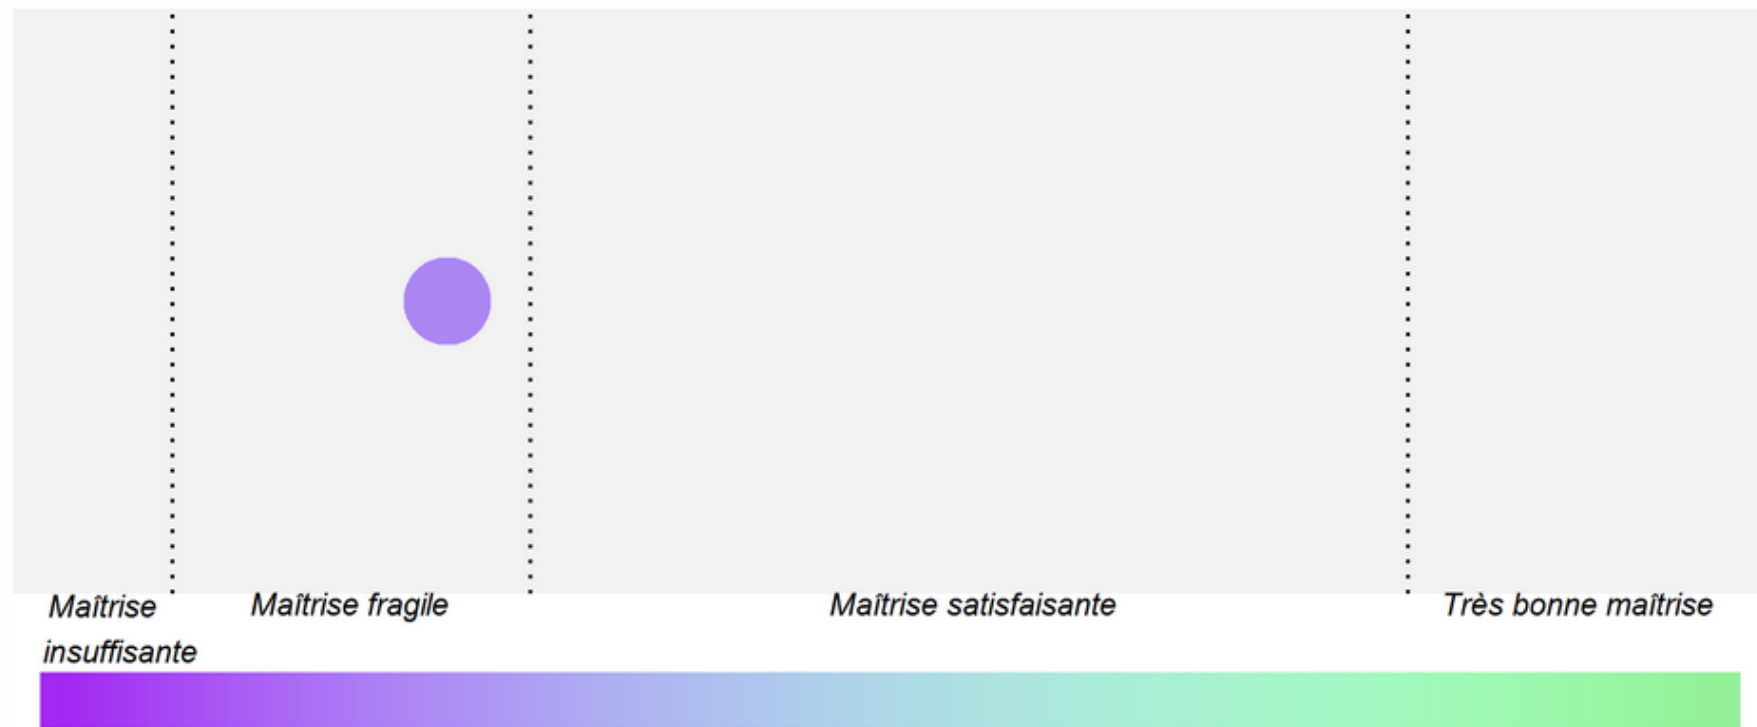 Maîtrise
insuffisante
Maîtrise fragile
Maîtrise satisfaisante
Très bonne maîtrise